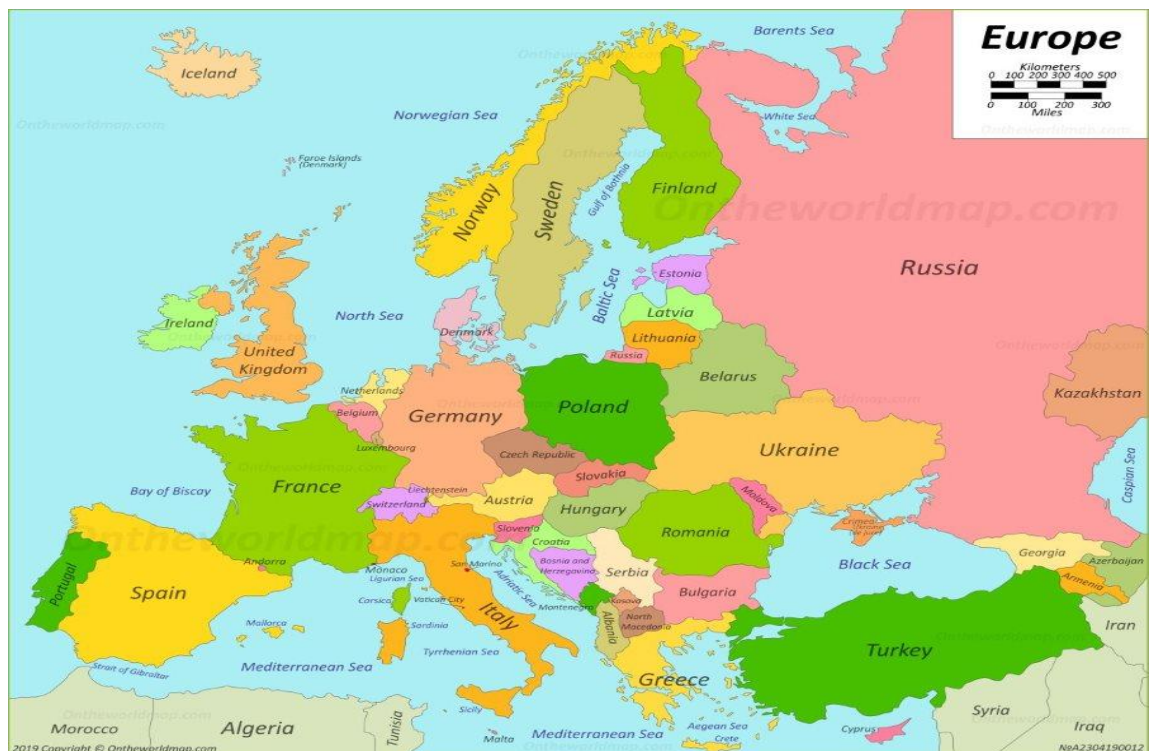 Europe
Kilometers
0 100 200 300 400 500
0 100 200 300
Miles
Barents Sea
Iceland
Ontheworldmap.com
Norwegian Sea
White Sea
Faroe Islands
(Denmark)
Norway
Sweden
Gulf of Bothnia
Finland
Ontheworldmap.com
Russia
Estonia
Baltic Sea
Latvia
Lithuania
Russia
North Sea
Ireland
United
Kingdom
Denmark
Belarus
Kazakhstan
Netherlands
Belgium
Germany
Poland
Luxembourg
Czech Republic
Ukraine
Slovakia
Caspian Sea
France
Bay of Biscay
Liechtenstein
Switzerland
Austria
Hungary
Moldova
Romania
Slovenia
Croatia
Crimea
Georgia
Azerbaijan
Armenia
Black Sea
Andorra
Monaco
Ligurian Sea
San Marino
Adriatic Sea
Bosnia and
Herzegovina
Serbia
Bulgaria
Portugal
Spain
Corsica
Vatican City
Italy
Montenegro
Kosovo
North
Macedonia
Albania
Iran
Mallorca
Sardinia
Tyrrhenian Sea
Turkey
Greece
Strait of Gibraltar
Mediterranean Sea
Sicily
Aegean Sea
Syria
Morocco
Algeria
Tunisia
Malta
Mediterranean Sea
Crete
Cyprus
Iraq
2019 Copyright © Ontheworldmap.com
№A2304190012